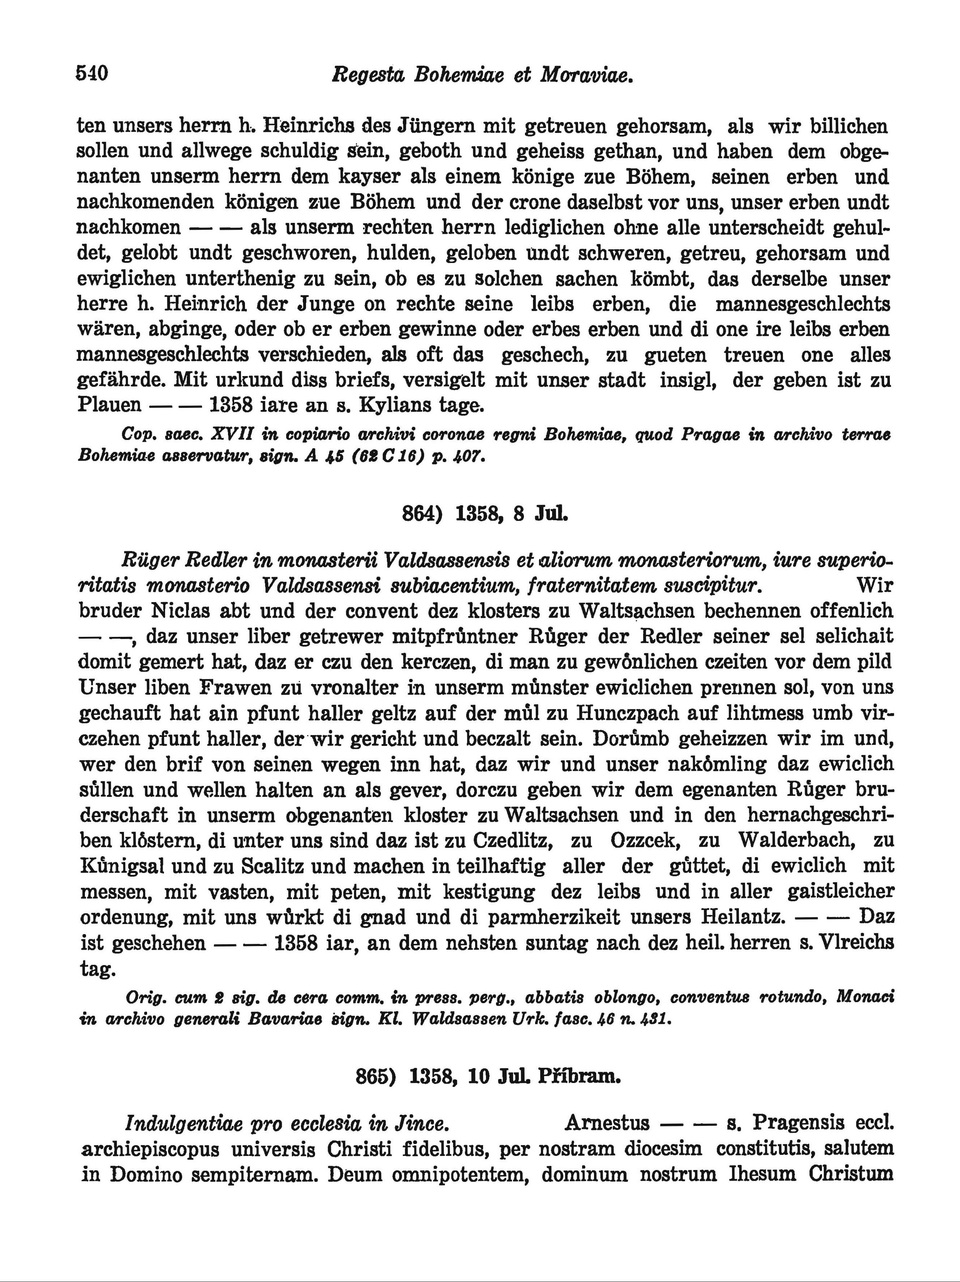 540 Regesta Bohemiae et Moraviae.
ten unsers herrn h. Heinrichs des Jüngern mit getreuen gehorsam, als wir billichen
sollen und allwege schuldig sein, geboth und geheiss gethan, und haben dem obge-
nanten unserm herrn dem kayser als einem könige zue Böhem, seinen erben und
nachkomenden königen zue Böhem und der crone daselbst vor uns, unser erben undt
nachkomen — — als unserm rechten herrn lediglichen ohne alle unterscheidt gehul-
det, gelobt undt geschworen, hulden, geloben undt schweren, getreu, gehorsam und
ewiglichen unterthenig zu sein, ob es zu solchen sachen kömbt, das derselbe unser
herre h. Heinrich der Junge on rechte seine leibs erben, die mannesgeschlechts
wären, abginge, oder ob er erben gewinne oder erbes erben und di one ire leibs erben
mannesgeschlechts verschieden, als oft das geschech, zu gueten treuen one alles
gefährde. Mit urkund diss briefs, versigelt mit unser stadt insigl, der geben ist zu
Plauen — — 1358 iare an s. Kylians tage.
Cop. saec. XVII in copiario archivi coronae regni Bohemiae, quod Pragae in archivo terrae
Bohemiae asservatur, sign. A 45 (62 C 16) p. 407.
864) 1358, 8 Jul.
Rüger Redler in monasterii Valdsassensis et aliorum monasteriorum, iure superio-
ritatis monasterio Valdsassensi subiacentium, fraternitatem suscipitur. Wir
bruder Niclas abt und der convent dez klosters zu Waltsachsen bechennen offenlich
— —, daz unser liber getrewer mitpfrůntner Růger der Redler seiner sel selichait
domit gemert hat, daz er czu den kerczen, di man zu gewo̊nlichen czeiten vor dem pild
Unser liben Frawen zu vronalter in unserm můnster ewiclichen prennen sol, von uns
gechauft hat ain pfunt haller geltz auf der můl zu Hunczpach auf lihtmess umb vir-
czehen pfunt haller, der wir gericht und beczalt sein. Dorůmb geheizzen wir im und,
wer den brif von seinen wegen inn hat, daz wir und unser nako̊mling daz ewiclich
sůllen und wellen halten an als gever, dorczu geben wir dem egenanten Růger bru-
derschaft in unserm obgenanten kloster zu Waltsachsen und in den hernachgeschri-
ben klo̊stern, di unter uns sind daz ist zu Czedlitz, zu Ozzcek, zu Walderbach, zu
Kůnigsal und zu Scalitz und machen in teilhaftig aller der gůttet, di ewiclich mit
messen, mit vasten, mit peten, mit kestigung dez leibs und in aller gaistleicher
ordenung, mit uns wůrkt di gnad und di parmherzikeit unsers Heilantz. — — Daz
ist geschehen — — 1358 iar, an dem nehsten suntag nach dez heil. herren s. Vlreichs
tag.
Orig. cum 2 sig. de cera comm. in press. perg., abbatis oblongo, conventus rotundo, Monaci
in archivo generali Bavariae sign. Kl. Waldsassen Urk. fasc. 46 n. 431.
865) 1358, 10 Jul. Příbram.
Indulgentiae pro ecclesia in Jince. Arnestus — — s. Pragensis eccl.
archiepiscopus universis Christi fidelibus, per nostram diocesim constitutis, salutem
in Domino sempiternam. Deum omnipotentem, dominum nostrum Ihesum Christum